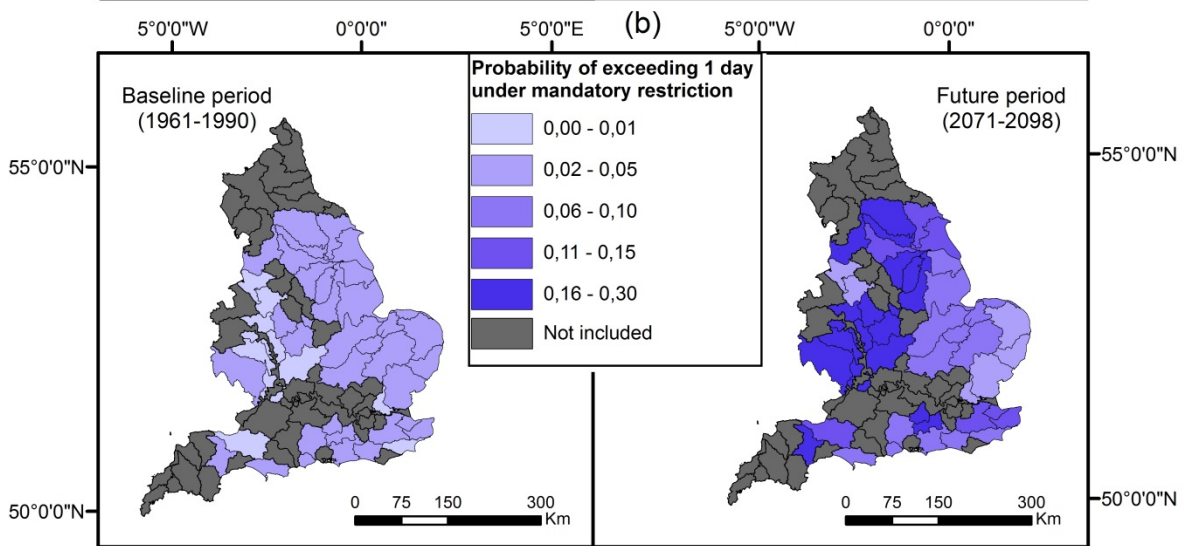 (b)
5°0'0"W 0°0'0" 5°0'0"E 5°0'0"W 0°0'0"
Probability of exceeding 1 day
under mandatory restriction
0,00 - 0,01
0,02 - 0,05
0,06 - 0,10
0,11 - 0,15
0,16 - 0,30
Not included
Baseline period
(1961-1990)
Future period
(2071-2098)
55°0'0"N
55°0'0"N
50°0'0"N
50°0'0"N
0 75 150 300
Km
0 75 150 300
Km